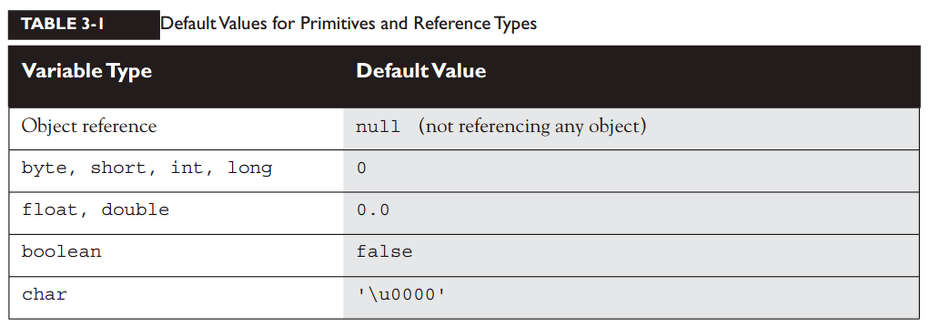 TABLE 3-1 Default Values for Primitives and Reference Types
Variable Type Default Value
Object reference null (not referencing any object)
byte, short, int, long 0
float, double 0.0
boolean false
char '\u0000'